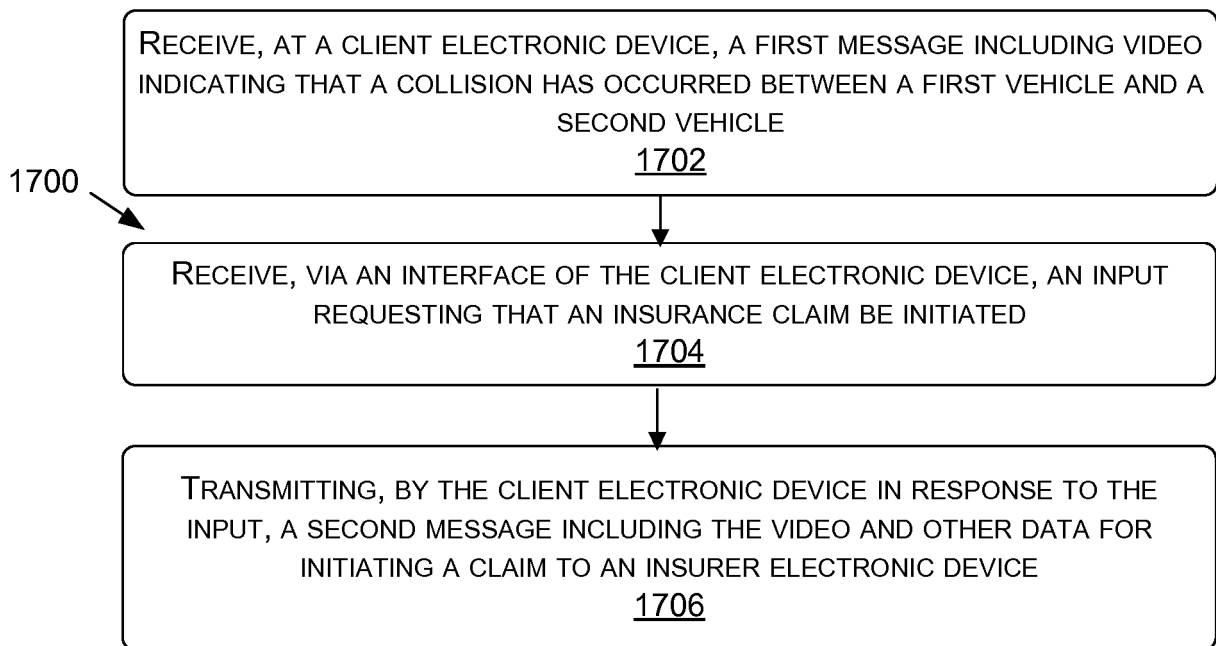 RECEIVE, AT A CLIENT ELECTRONIC DEVICE, A FIRST MESSAGE INCLUDING VIDEO
INDICATING THAT A COLLISION HAS OCCURRED BETWEEN A FIRST VEHICLE AND A
SECOND VEHICLE
1702
1700
RECEIVE, VIA AN INTERFACE OF THE CLIENT ELECTRONIC DEVICE, AN INPUT
REQUESTING THAT AN INSURANCE CLAIM BE INITIATED
1704
TRANSMITTING, BY THE CLIENT ELECTRONIC DEVICE IN RESPONSE TO THE
INPUT, A SECOND MESSAGE INCLUDING THE VIDEO AND OTHER DATA FOR
INITIATING A CLAIM TO AN INSURER ELECTRONIC DEVICE
1706